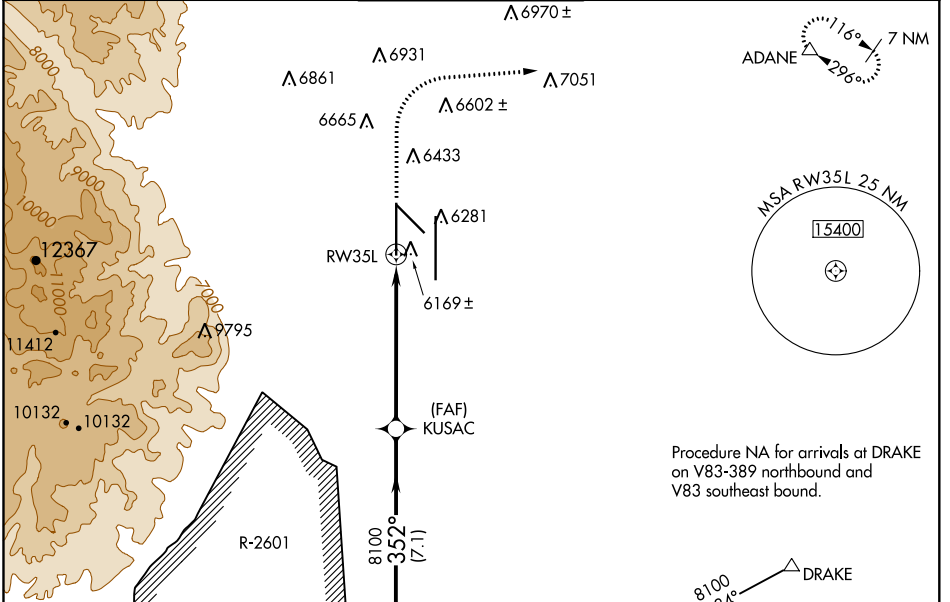 6970 ±
116°
7 NM
ADANE
296°
8000
6931
6861
7051
6602 ±
6665
6433
9000
10000
MSA RW35L 25 NM
15400
6281
12367
RW35L
11000
7000
6169 ±
9795
11412
10132
10132
(FAF)
KUSAC
Procedure NA for arrivals at DRAKE
on V83-389 northbound and
V83 southeast bound.
R-2601
8100
352°
(7.1)
DRAKE
8100